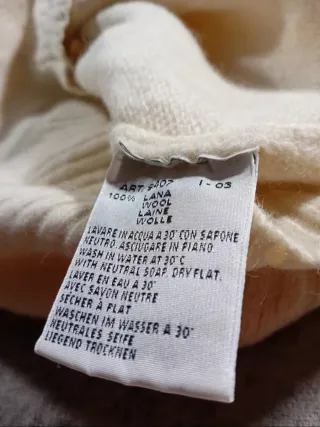 ART. 9407 1-03
100% LANA
WOOL
LAINE
WOLLE
LAVARE IN ACQUA A 30° CON SAPONE
NEUTRO. ASCIUGARE IN PIANO
WASH IN WATER AT 30°C
WITH NEUTRAL SOAP DRY FLAT.
LAVER EN EAU A 30°
AVEC SAVON NEUTRE
SECHER A PLAT
WASCHEN IM WASSER A 30°
NEUTRALES SEIFE
LIEGEND TROCKNEN